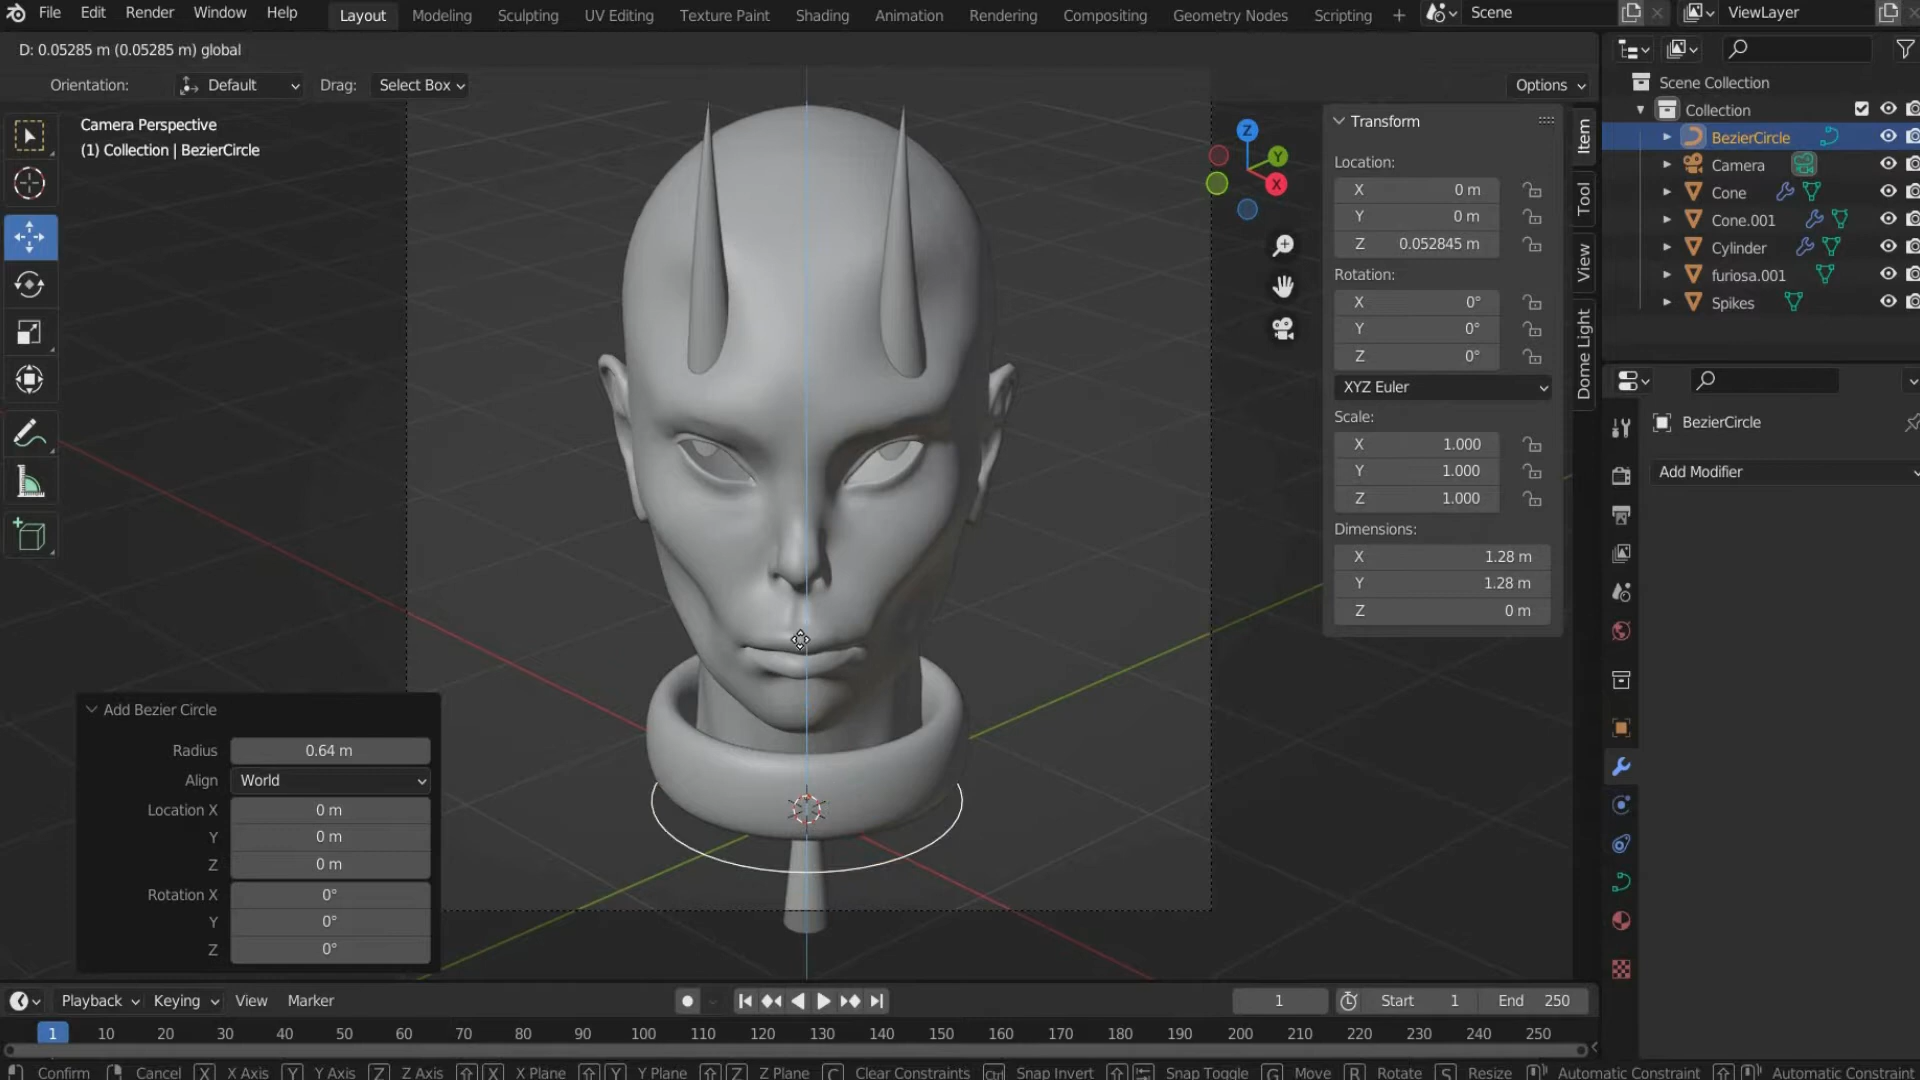 File Edit Render Window Help Layout Modeling Sculpting UV Editing Texture Paint Shading Animation Rendering Compositing Geometry Nodes Scripting + Scene ViewLayer
D: 0.05285 m (0.05285 m) global
Orientation: Default Drag: Select Box Options
Camera Perspective
(1) Collection | BezierCircle
Z
Y
X
Transform
Location:
X 0 m
Y 0 m
Z 0.052845 m
Rotation:
X 0°
Y 0°
Z 0°
XYZ Euler
Scale:
X 1.000
Y 1.000
Z 1.000
Dimensions:
X 1.28 m
Y 1.28 m
Z 0 m
Item
Tool
View
Dome Light
Scene Collection
Collection
BezierCircle
Camera
Cone
Cone.001
Cylinder
furiosa.001
Spikes
BezierCircle
Add Modifier
Add Bezier Circle
Radius 0.64 m
Align World
Location X 0 m
Y 0 m
Z 0 m
Rotation X 0°
Y 0°
Z 0°
Playback Keying View Marker 1 Start 1 End 250
1 10 20 30 40 50 60 70 80 90 100 110 120 130 140 150 160 170 180 190 200 210 220 230 240 250
Confirm Cancel X X Axis Y Y Axis Z Z Axis X X Plane Y Y Plane Z Z Plane C Clear Constraints Ctrl Snap Invert Snap Toggle G Move R Rotate S Resize Automatic Constraint Automatic Constraint